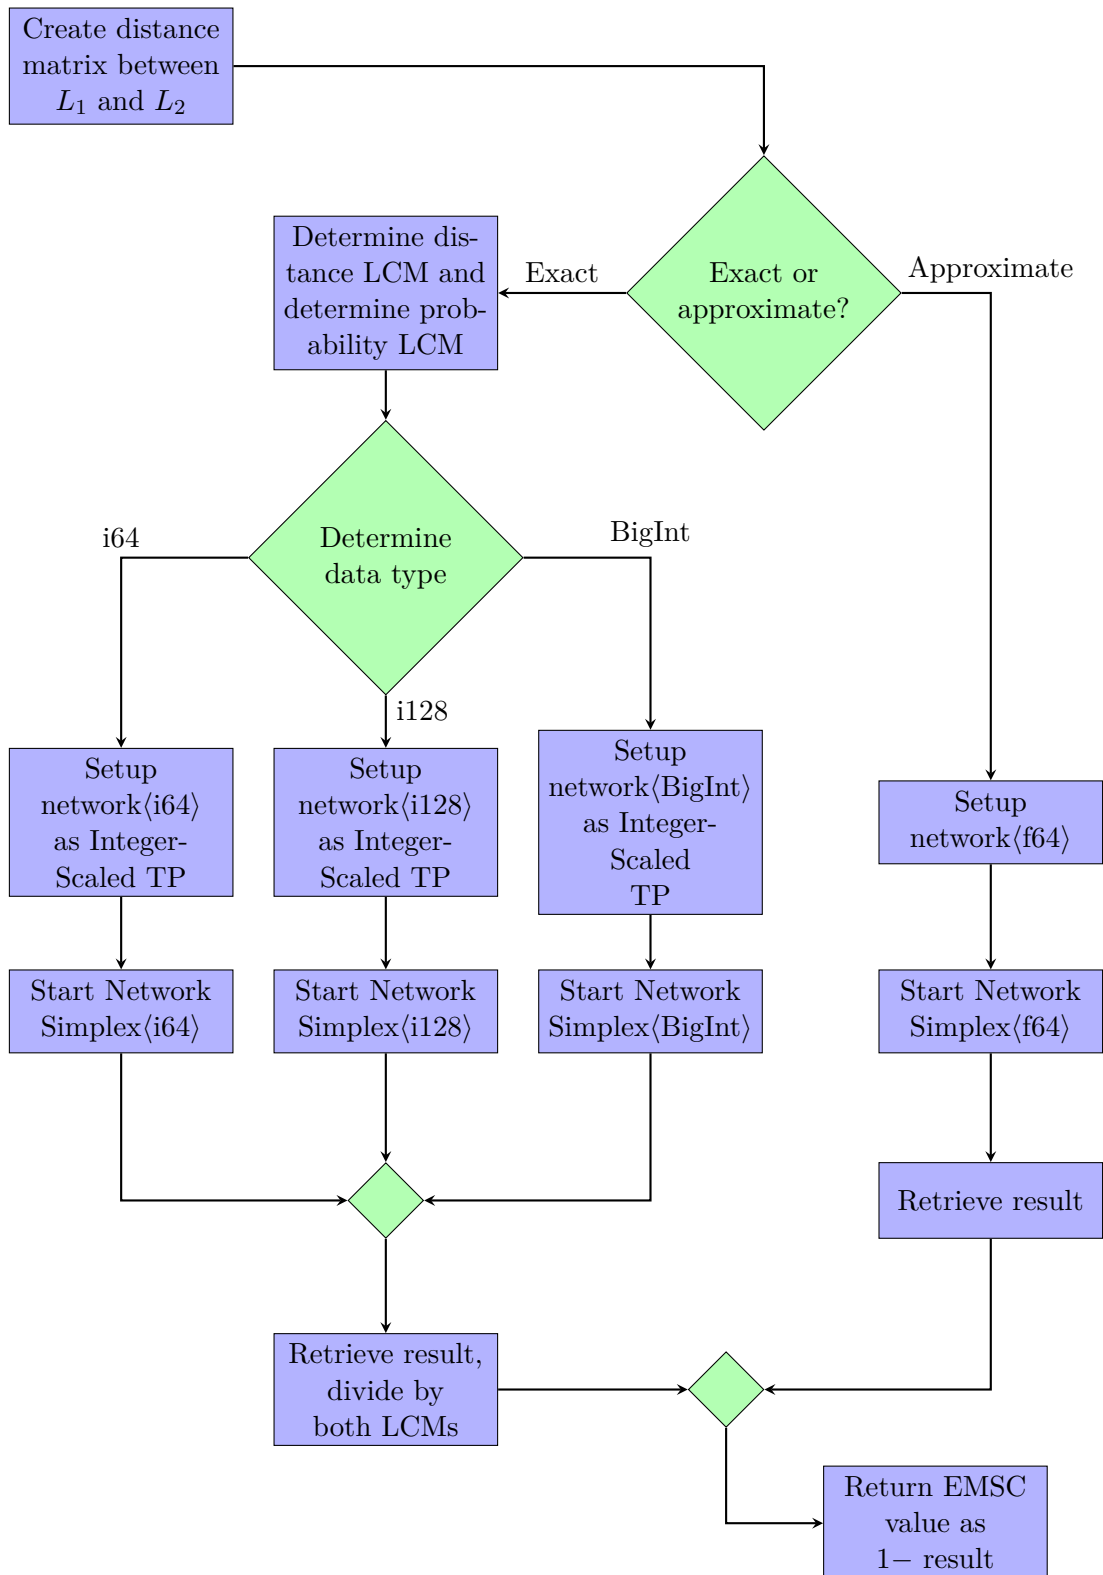 Create distance
matrix between
L₁ and L₂
Exact or
approximate?
Exact
Approximate
Determine dis-
tance LCM and
determine prob-
ability LCM
Determine
data type
i64
BigInt
i128
Setup
network⟨i64⟩
as Integer-
Scaled TP
Setup
network⟨i128⟩
as Integer-
Scaled TP
Setup
network⟨BigInt⟩
as Integer-
Scaled
TP
Setup
network⟨f64⟩
Start Network
Simplex⟨i64⟩
Start Network
Simplex⟨i128⟩
Start Network
Simplex⟨BigInt⟩
Start Network
Simplex⟨f64⟩
Retrieve result
Retrieve result,
divide by
both LCMs
Return EMSC
value as
1− result